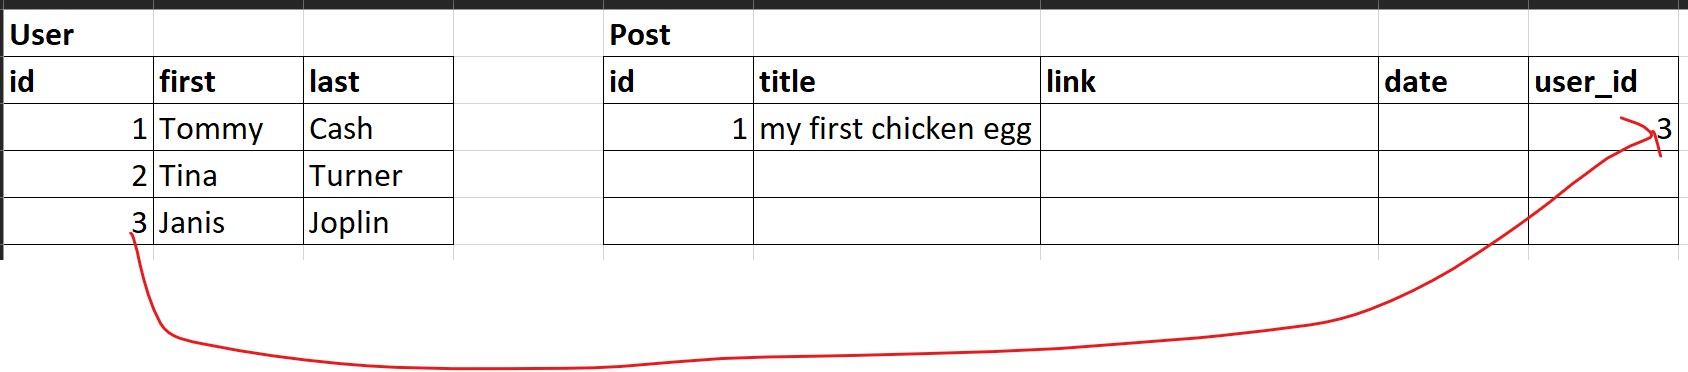 User Post
id first last id title link date user_id
1 Tommy Cash 1 my first chicken egg 3
2 Tina Turner
3 Janis Joplin